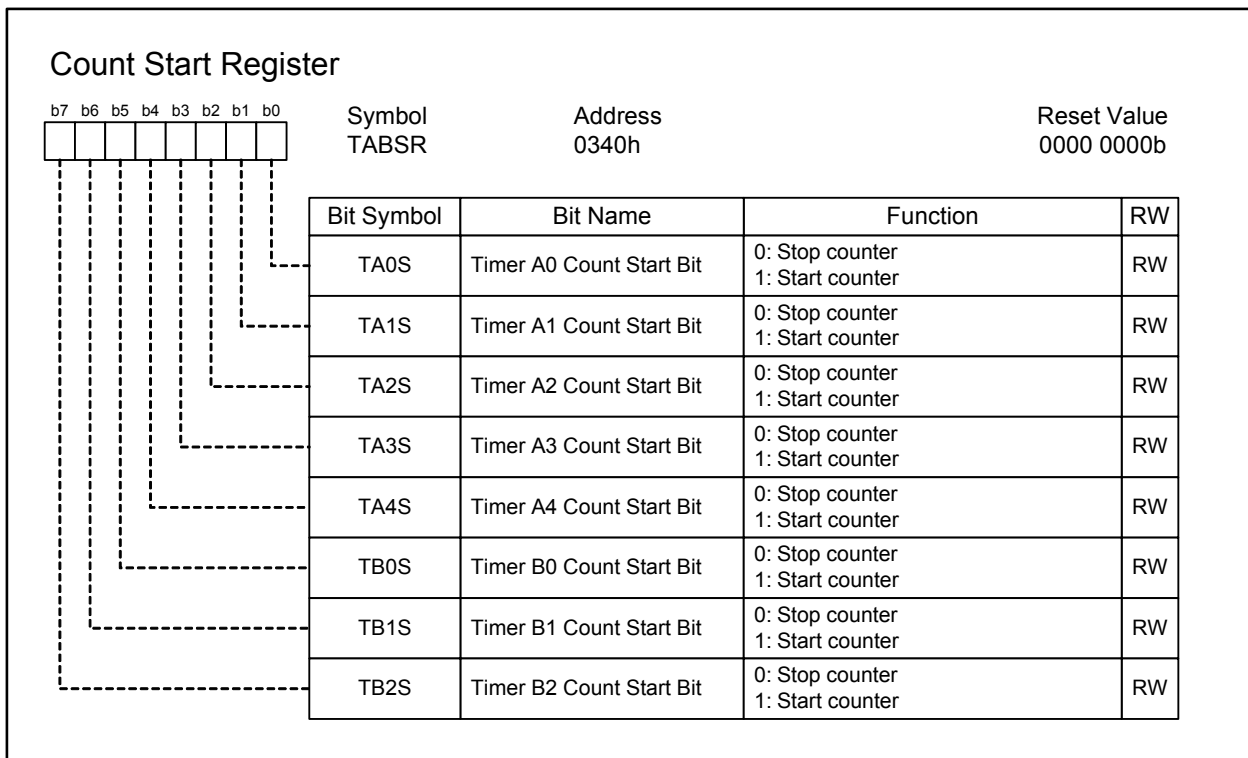 Count Start Register
b7 b6 b5 b4 b3 b2 b1 b0
Symbol Address Reset Value
TABSR 0340h 0000 0000b
Bit Symbol Bit Name Function RW
TA0S Timer A0 Count Start Bit 0: Stop counter
1: Start counter RW
TA1S Timer A1 Count Start Bit 0: Stop counter
1: Start counter RW
TA2S Timer A2 Count Start Bit 0: Stop counter
1: Start counter RW
TA3S Timer A3 Count Start Bit 0: Stop counter
1: Start counter RW
TA4S Timer A4 Count Start Bit 0: Stop counter
1: Start counter RW
TB0S Timer B0 Count Start Bit 0: Stop counter
1: Start counter RW
TB1S Timer B1 Count Start Bit 0: Stop counter
1: Start counter RW
TB2S Timer B2 Count Start Bit 0: Stop counter
1: Start counter RW